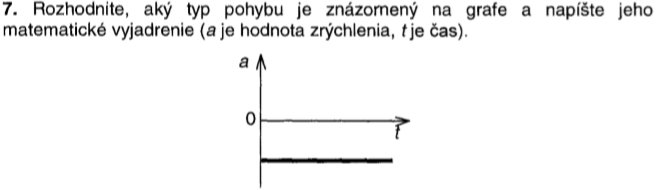 7. Rozhodnite, aký typ pohybu je znázornený na grafe a napíšte jeho
matematické vyjadrenie (a je hodnota zrýchlenia, t je čas).
a
0
t